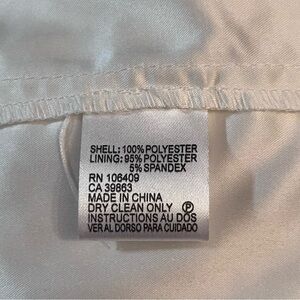 SHELL: 100% POLYESTER
LINING: 95% POLYESTER
5% SPANDEX
RN 106409
CA 39863
MADE IN CHINA
DRY CLEAN ONLY Ⓟ
INSTRUCTIONS AU DOS
VER AL DORSO PARA CUIDADO